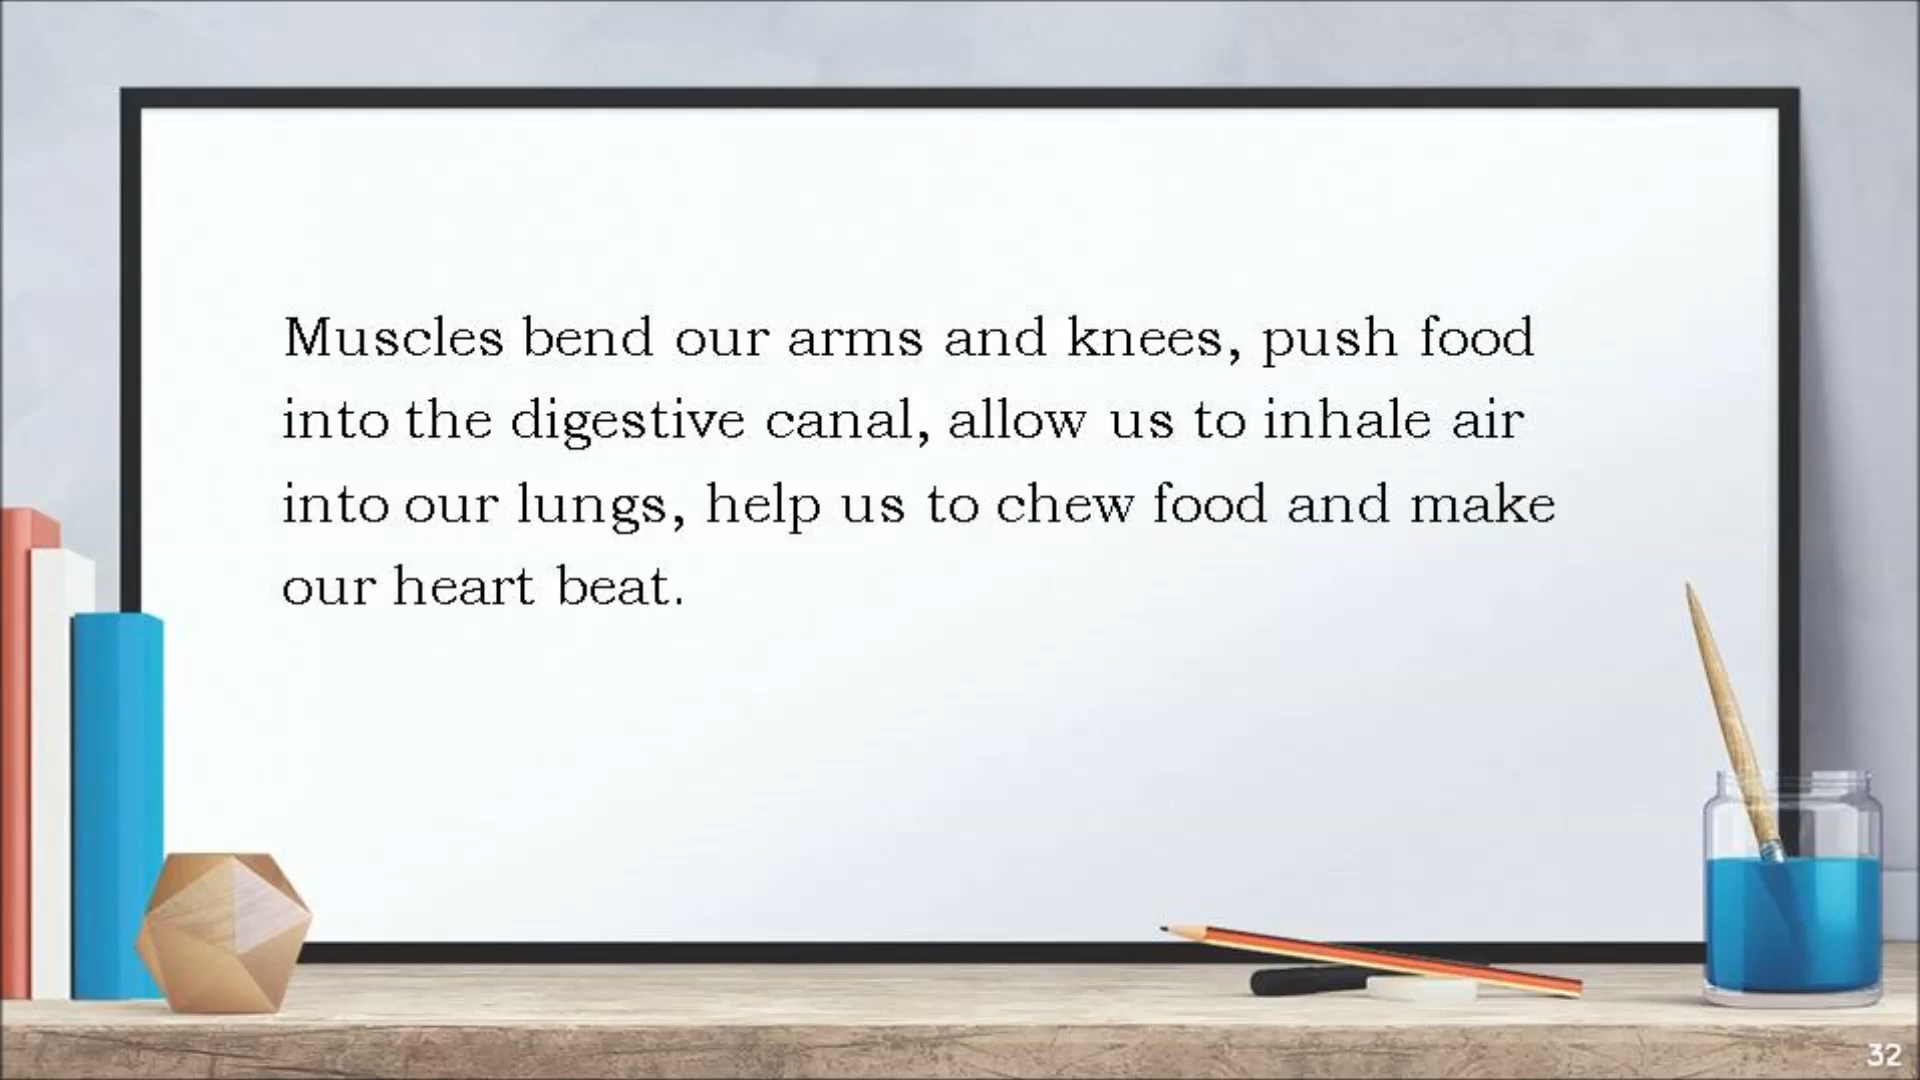 Muscles bend our arms and knees, push food
into the digestive canal, allow us to inhale air
into our lungs, help us to chew food and make
our heart beat.
32